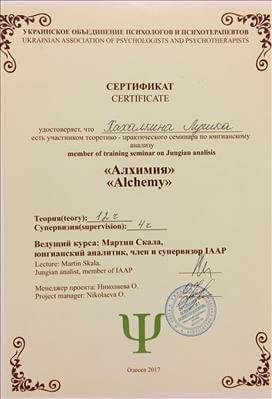 УКРАИНСКОЕ ОБЪЕДИНЕНИЕ ПСИХОЛОГОВ И ПСИХОТЕРАПЕВТОВ
UKRAINIAN ASSOCIATION OF PSYCHOLOGISTS AND PSYCHOTHERAPISTS
СЕРТИФИКАТ
CERTIFICATE
удостоверяет, что Хахалкина
есть участником теоретико - практического семинара по юнгианскому
анализу
member of training seminar on Jungian analisis
«Алхимия»
«Alchemy»
Теория(teory): 12 ч
Супервизия(supervision): 4 ч
Ведущий курса: Мартин Скала,
юнгианский аналитик, член и супервизор IAAP
Lecture: Martin Skala,
Jungian analist, member of IAAP
Менеджер проекта: Николаева О.
Project manager: Nikolaeva O.
Ψ
Одесса 2017